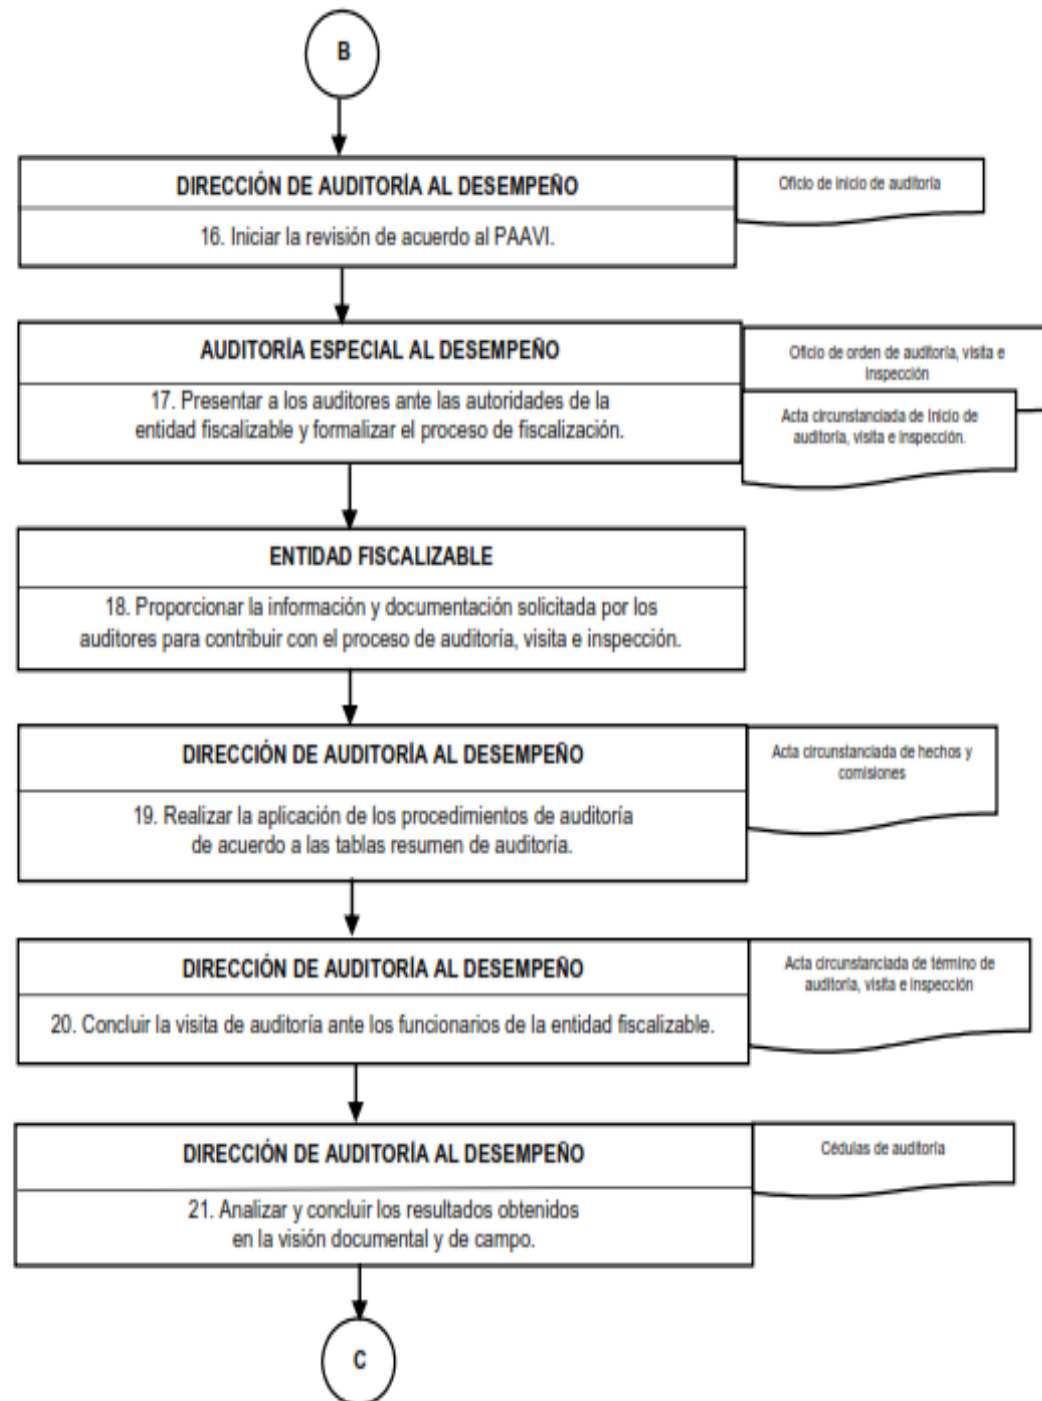 B
DIRECCIÓN DE AUDITORÍA AL DESEMPEÑO
Oficio de inicio de auditoría
16. Iniciar la revisión de acuerdo al PAAVI.
AUDITORÍA ESPECIAL AL DESEMPEÑO
Oficio de orden de auditoría, visita e
inspección
17. Presentar a los auditores ante las autoridades de la
entidad fiscalizable y formalizar el proceso de fiscalización.
Acta circunstanciada de Inicio de
auditoría, visita e inspección.
ENTIDAD FISCALIZABLE
18. Proporcionar la información y documentación solicitada por los
auditores para contribuir con el proceso de auditoría, visita e inspección.
DIRECCIÓN DE AUDITORÍA AL DESEMPEÑO
Acta circunstanciada de hechos y
comisiones
19. Realizar la aplicación de los procedimientos de auditoría
de acuerdo a las tablas resumen de auditoría.
DIRECCIÓN DE AUDITORÍA AL DESEMPEÑO
Acta circunstanciada de término de
auditoría, visita e inspección
20. Concluir la visita de auditoría ante los funcionarios de la entidad fiscalizable.
DIRECCIÓN DE AUDITORÍA AL DESEMPEÑO
Cédulas de auditoría
21. Analizar y concluir los resultados obtenidos
en la visión documental y de campo.
C